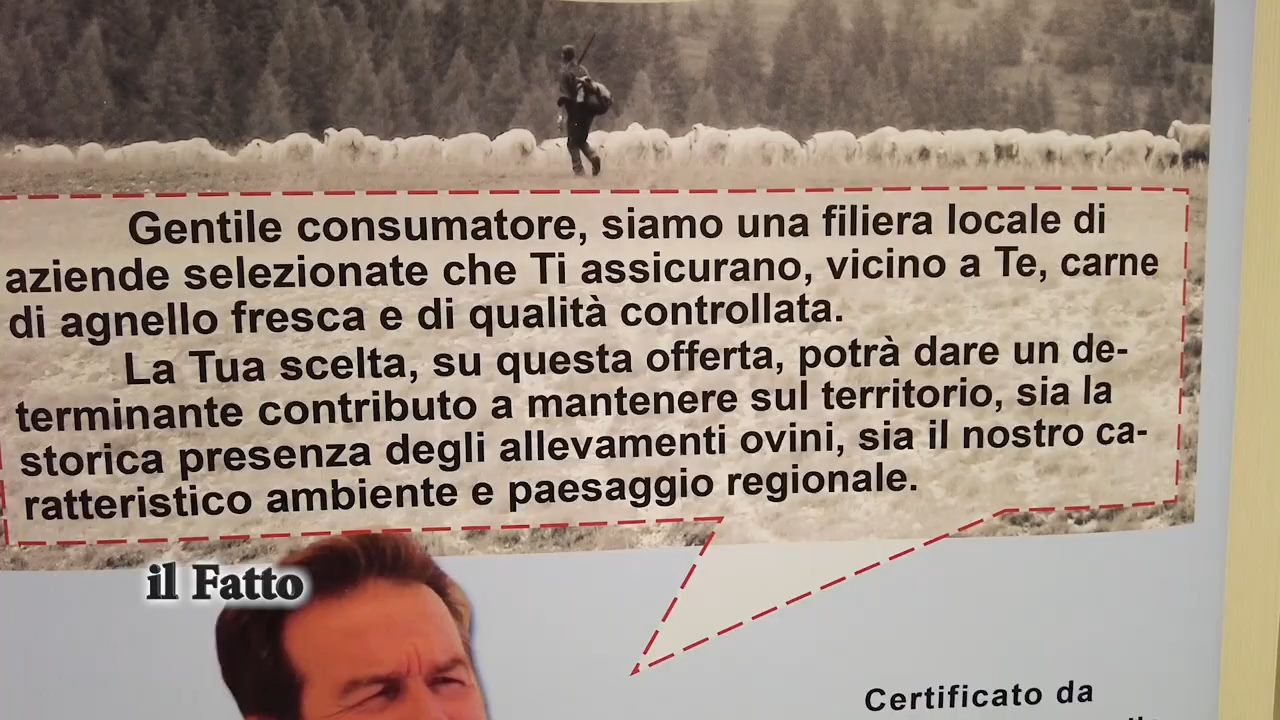 Gentile consumatore, siamo una filiera locale di
aziende selezionate che Ti assicurano, vicino a Te, carne
di agnello fresca e di qualità controllata.
La Tua scelta, su questa offerta, potrà dare un de-
terminante contributo a mantenere sul territorio, sia la
storica presenza degli allevamenti ovini, sia il nostro ca-
ratteristico ambiente e paesaggio regionale.
il Fatto
Certificato da